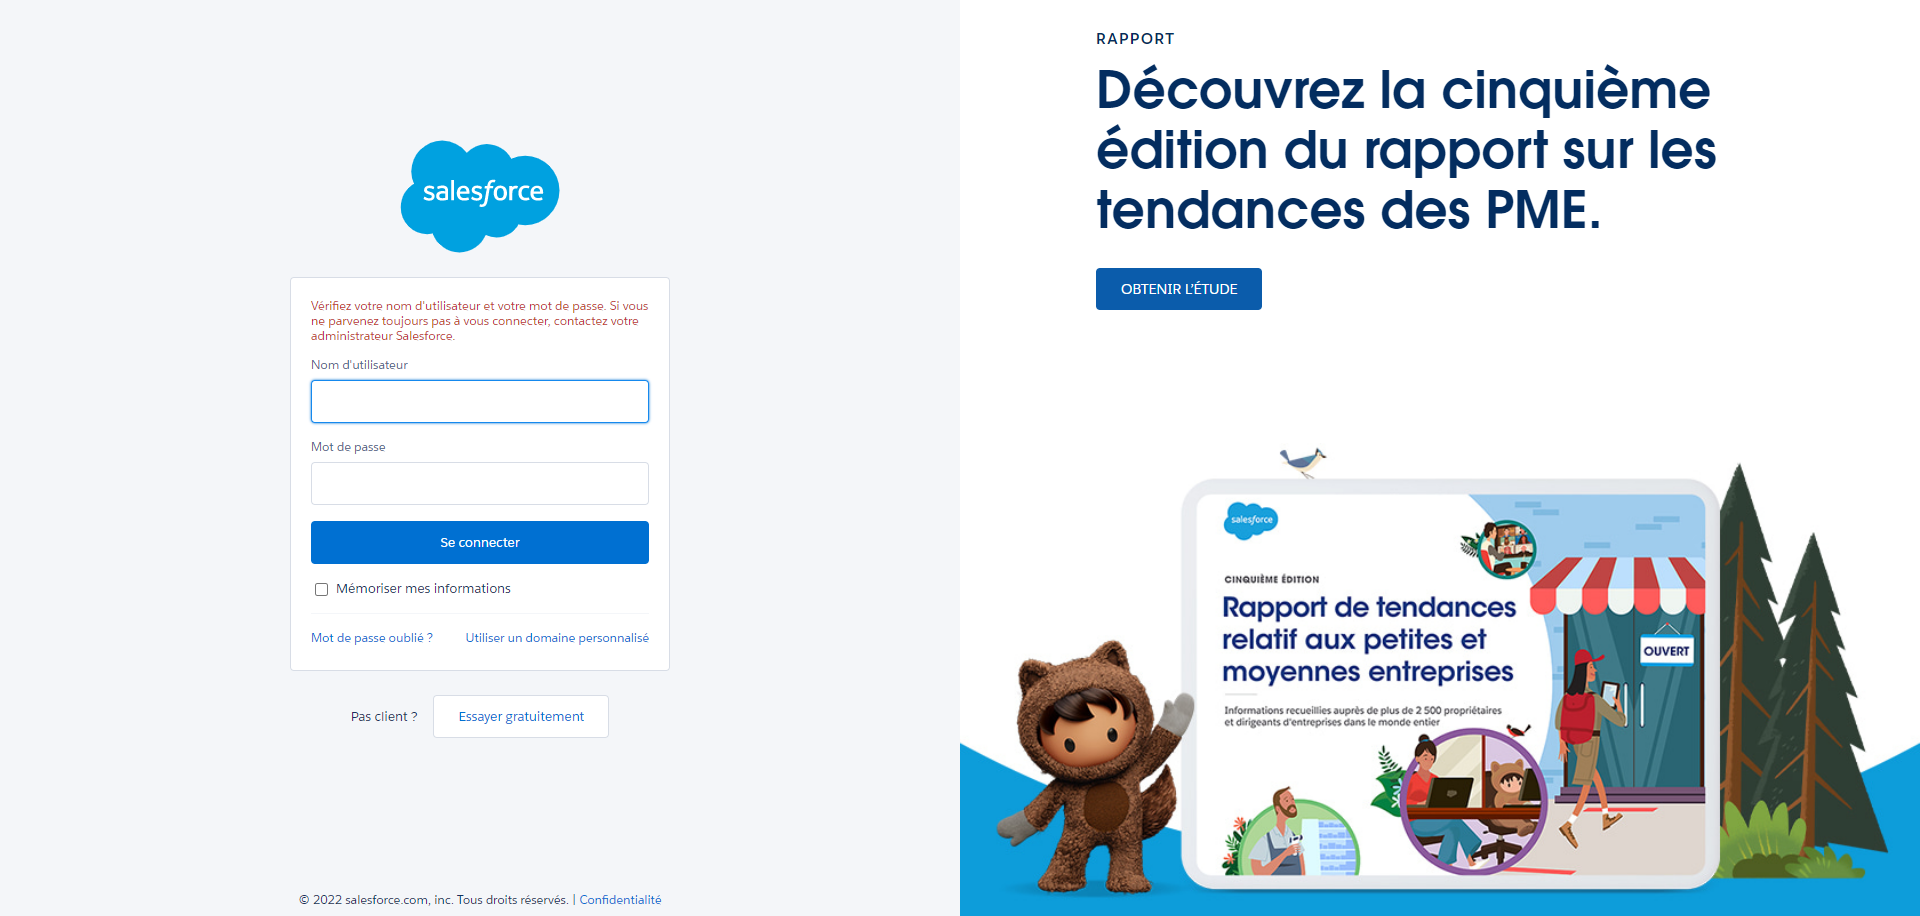 salesforce
Vérifiez votre nom d'utilisateur et votre mot de passe. Si vous
ne parvenez toujours pas à vous connecter, contactez votre
administrateur Salesforce.
Nom d'utilisateur
Mot de passe
Se connecter
Mémoriser mes informations
Mot de passe oublié ? Utiliser un domaine personnalisé
Pas client ? Essayer gratuitement
© 2022 salesforce.com, inc. Tous droits réservés. | Confidentialité
RAPPORT
Découvrez la cinquième
édition du rapport sur les
tendances des PME.
OBTENIR L'ÉTUDE
salesforce
CINQUIÈME ÉDITION
Rapport de tendances
relatif aux petites et
moyennes entreprises
Informations recueillies auprès de plus de 2 500 propriétaires
et dirigeants d'entreprises dans le monde entier
OUVERT